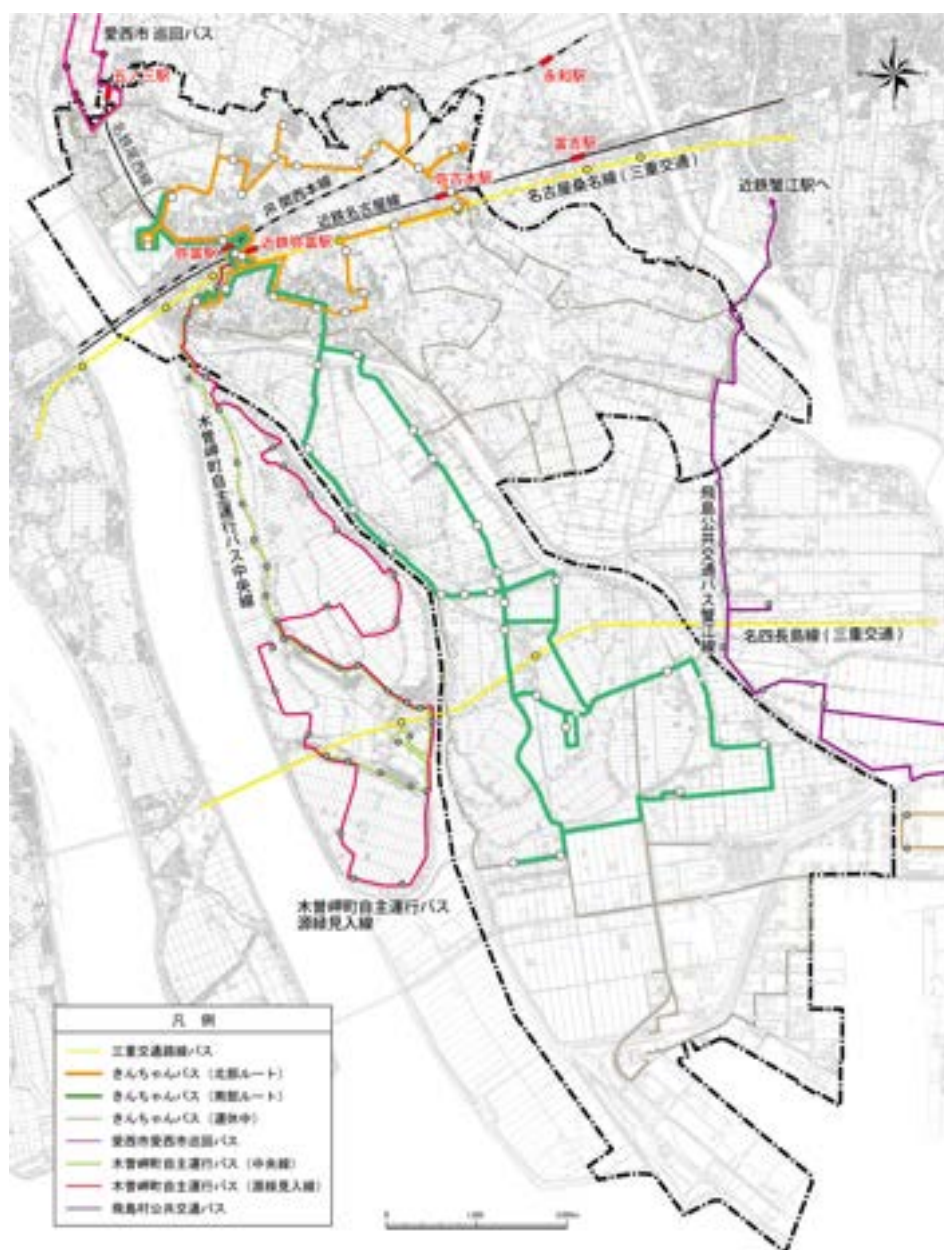 愛西市 巡回バス
五ノ三駅
永和駅
富吉駅
佐古木駅
名鉄尾西線
JR関西本線
近鉄名古屋線
名古屋桑名線(三重交通)
近鉄蟹江駅へ
弥富駅
近鉄弥富駅
木曽岬町自主運行バス中央線
飛島公共交通バス蟹江線
名四長島線(三重交通)
木曽岬町自主運行バス
源緑見入線
凡 例
三重交通路線バス
きんちゃんバス(北部ルート)
きんちゃんバス(南部ルート)
きんちゃんバス(運休中)
愛西市愛西市巡回バス
木曽岬町自主運行バス(中央線)
木曽岬町自主運行バス(源緑見入線)
飛島村公共交通バス
0